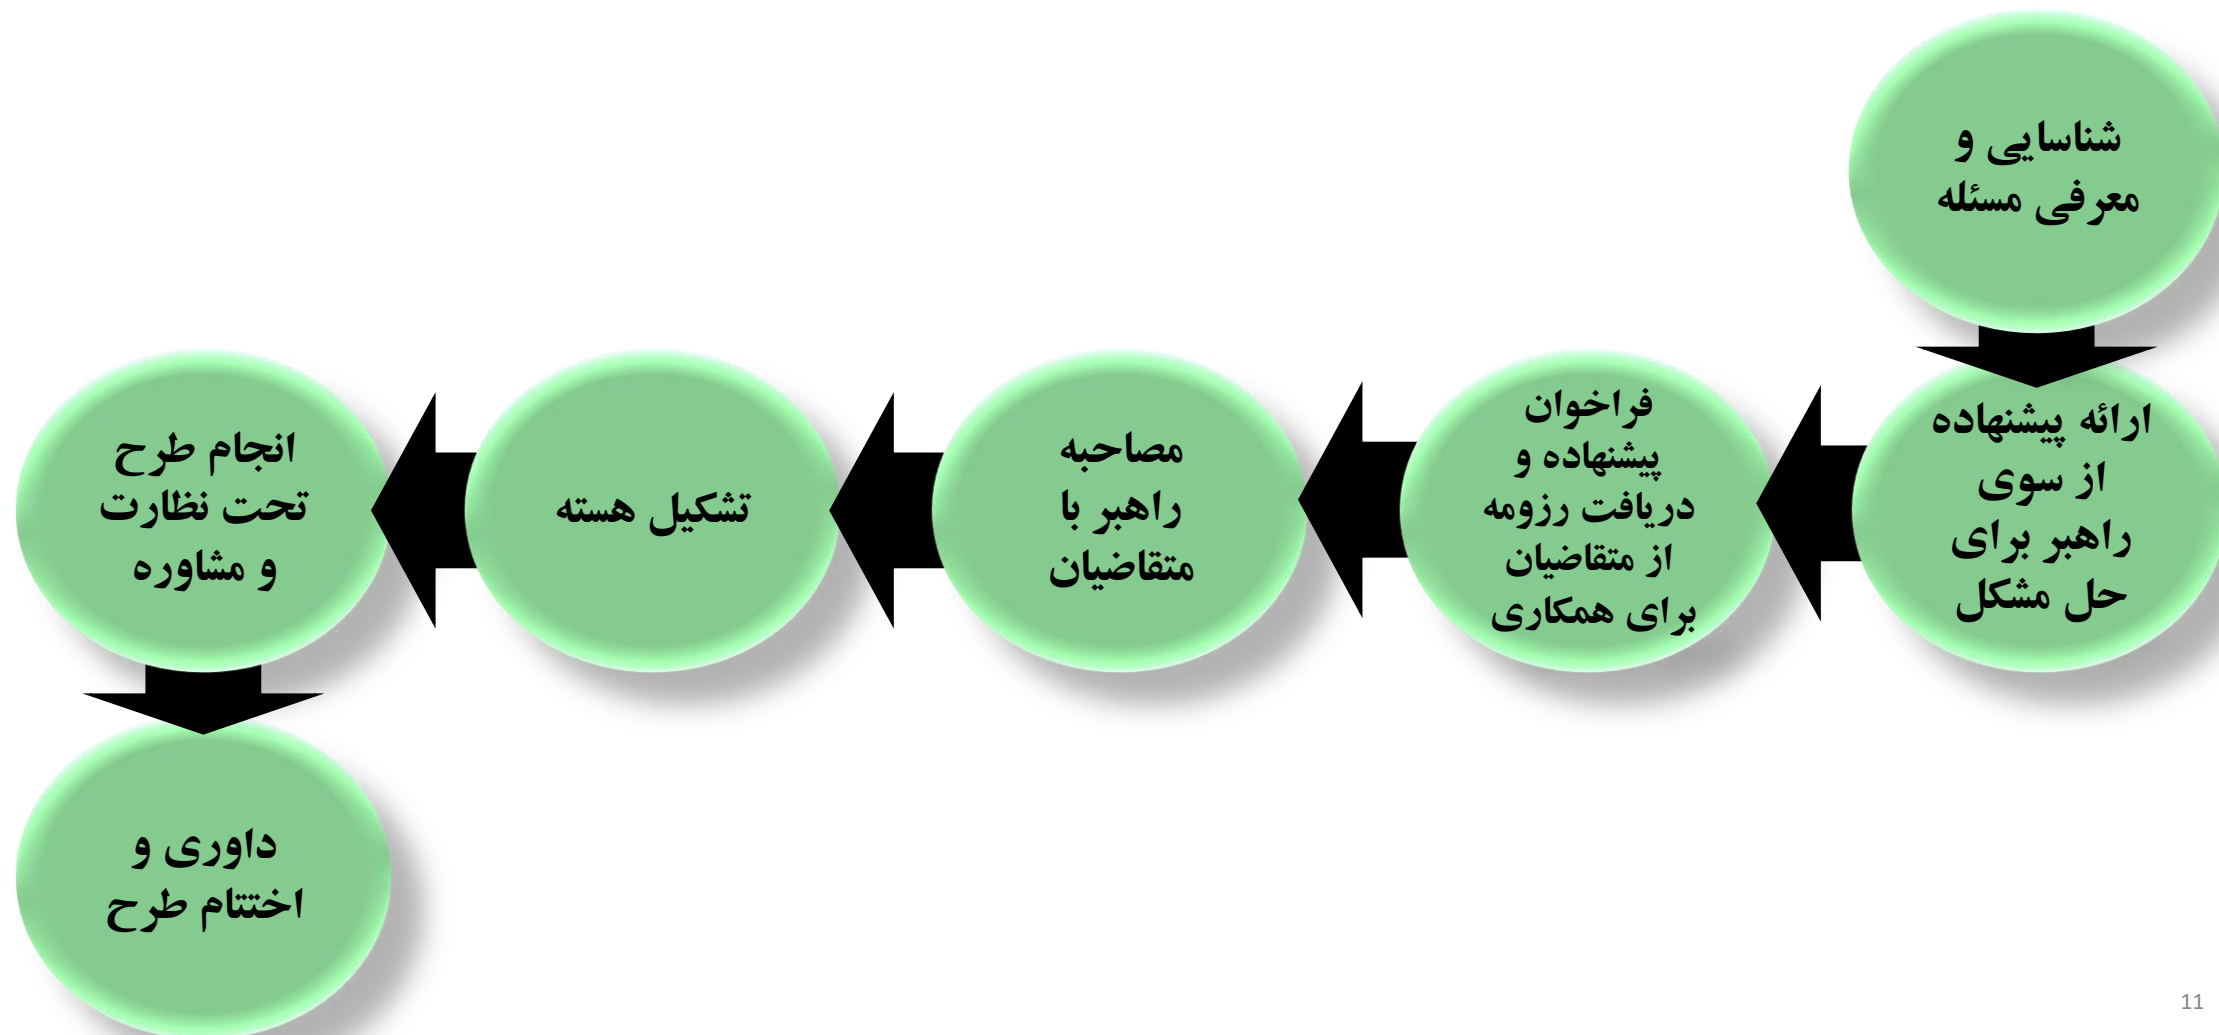 شناسایی و
معرفی مسئله
ارائه پیشنهاده
از سوی
راهبر برای
حل مشکل
فراخوان
پیشنهاده و
دریافت رزومه
از متقاضیان
برای همکاری
مصاحبه
راهبر با
متقاضیان
تشکیل هسته
انجام طرح
تحت نظارت
و مشاوره
داوری و
اختتام طرح
11